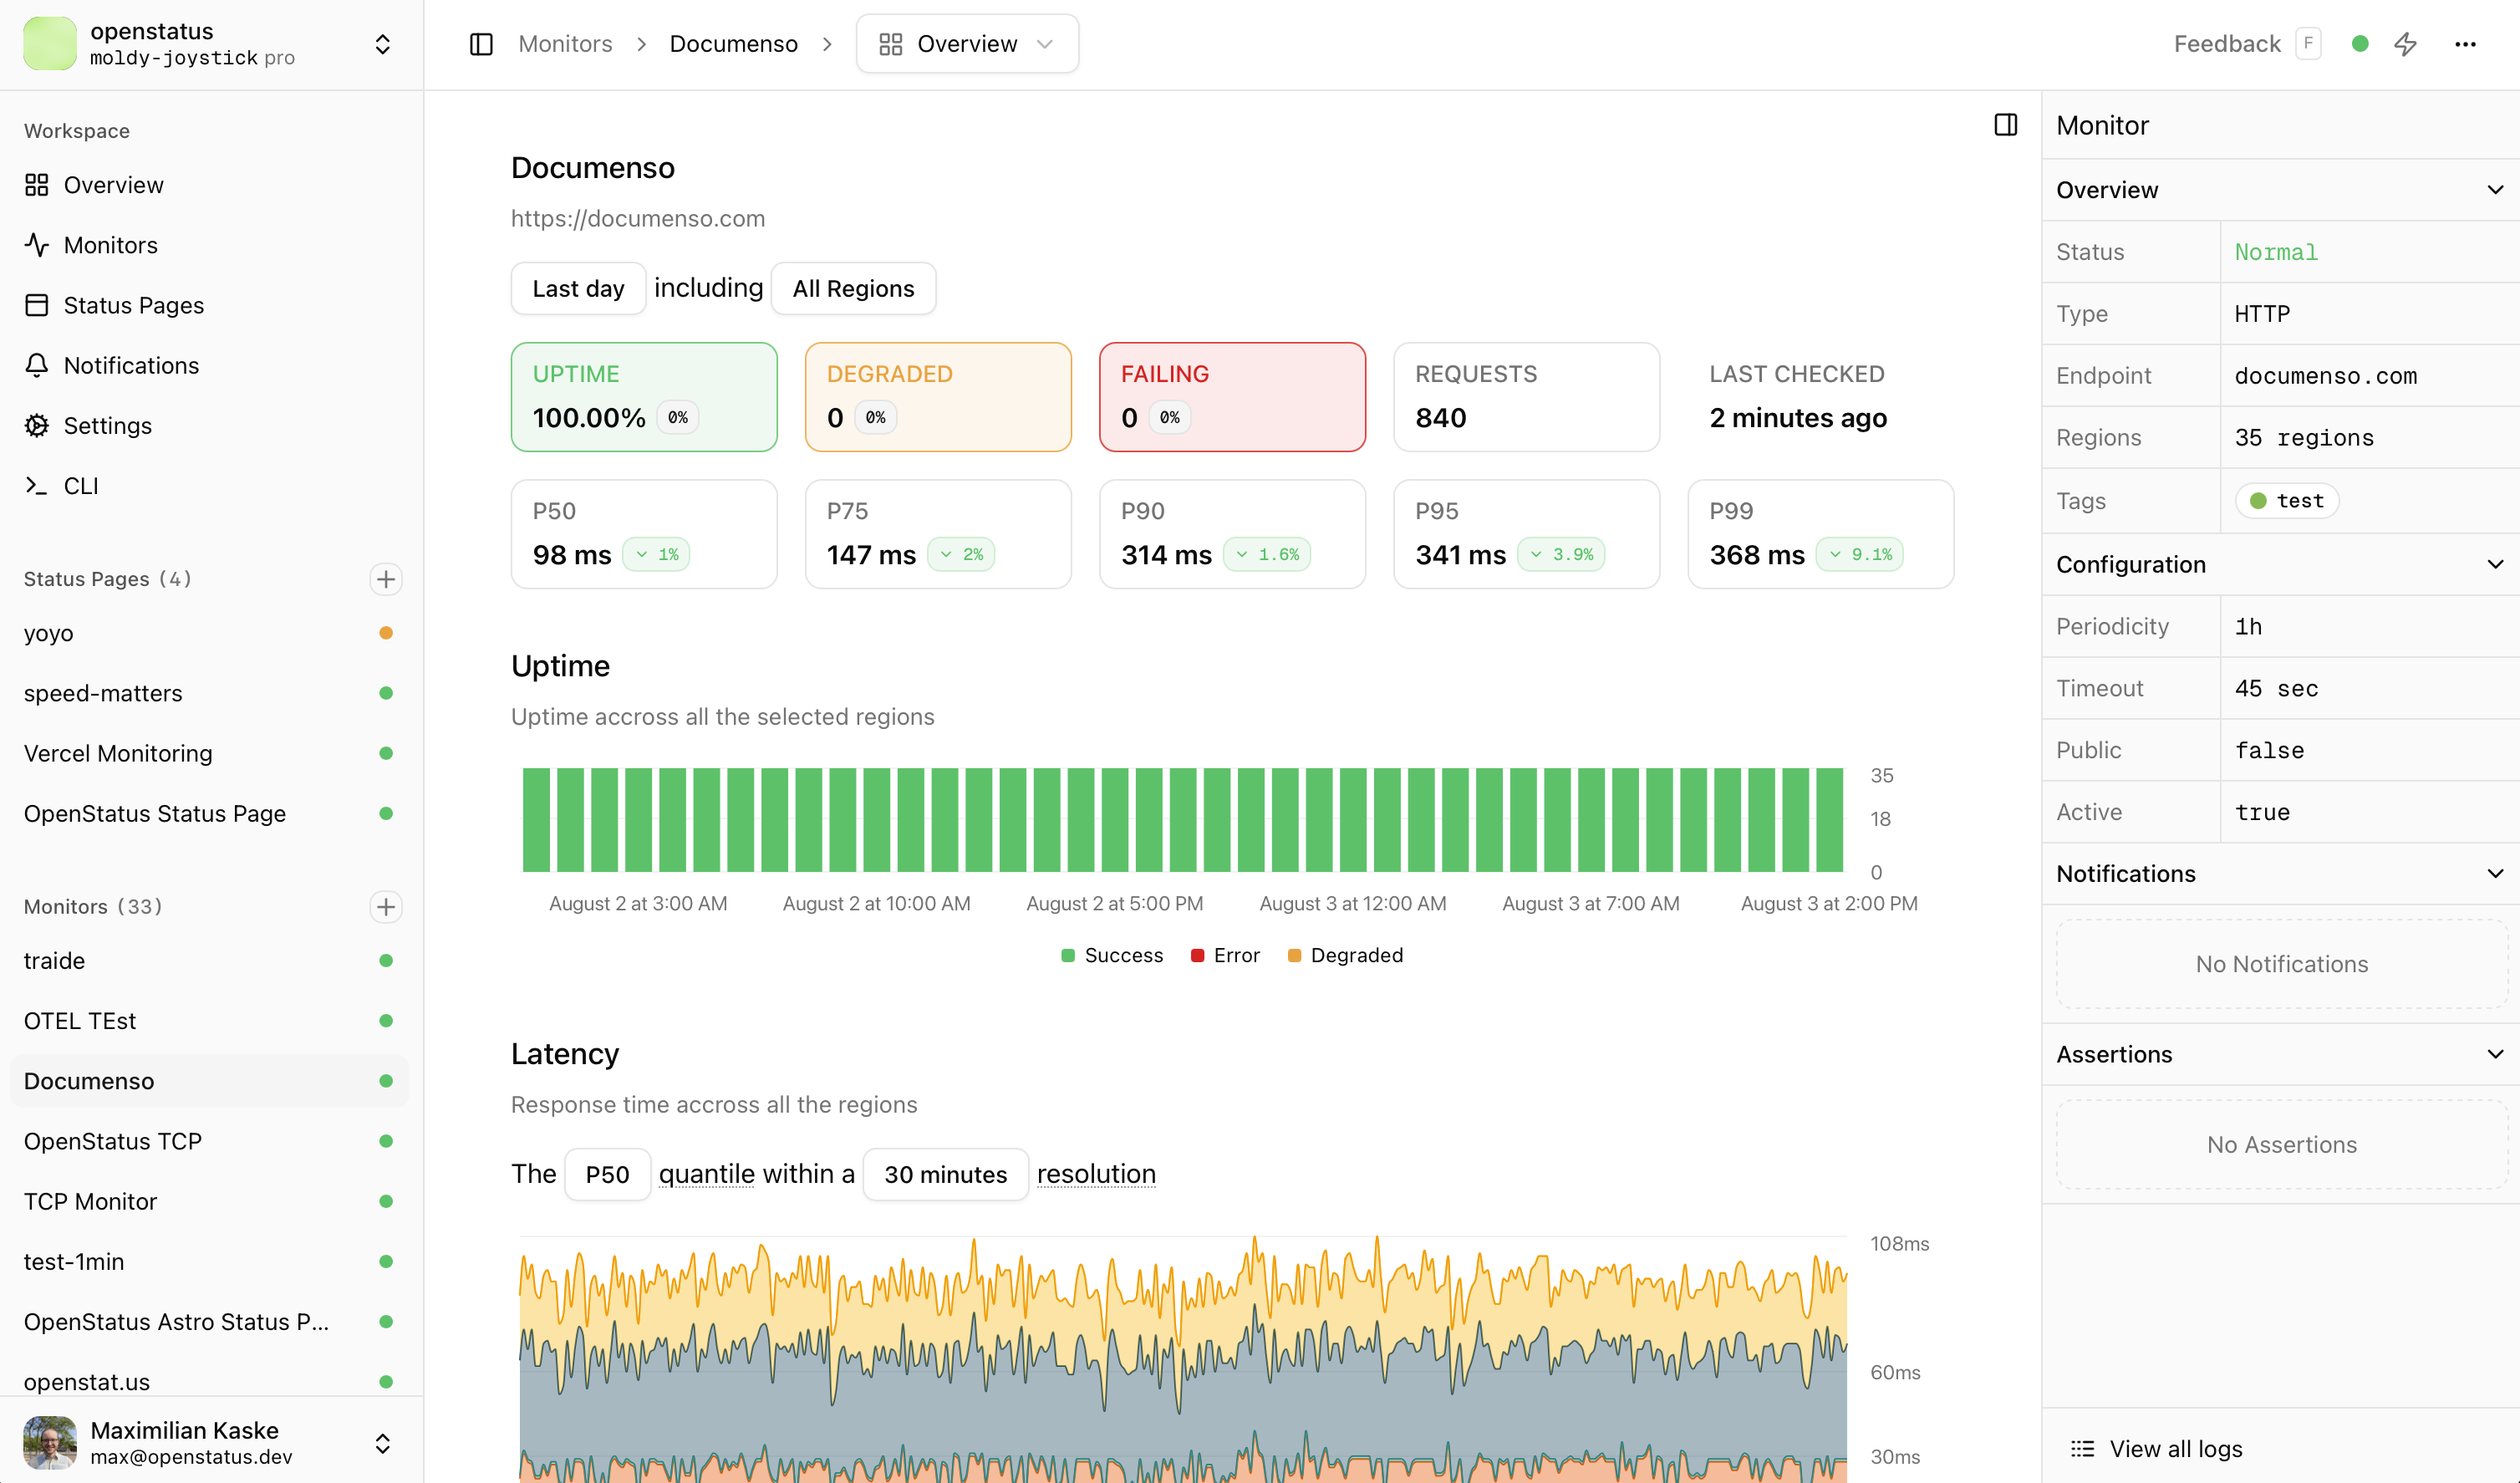 openstatus
moldy-joystick pro
Workspace
Overview
Monitors
Status Pages
Notifications
Settings
CLI
Status Pages (4)
yoyo
speed-matters
Vercel Monitoring
OpenStatus Status Page
Monitors (33)
traide
OTEL TEst
Documenso
OpenStatus TCP
TCP Monitor
test-1min
OpenStatus Astro Status P...
openstat.us
Maximilian Kaske
max@openstatus.dev
Monitors
Documenso
Overview
Feedback F
Documenso
https://documenso.com
Last day including All Regions
UPTIME
100.00% 0%
DEGRADED
0 0%
FAILING
0 0%
REQUESTS
840
LAST CHECKED
2 minutes ago
P50
98 ms 1%
P75
147 ms 2%
P90
314 ms 1.6%
P95
341 ms 3.9%
P99
368 ms 9.1%
Uptime
Uptime accross all the selected regions
35
18
0
August 2 at 3:00 AM
August 2 at 10:00 AM
August 2 at 5:00 PM
August 3 at 12:00 AM
August 3 at 7:00 AM
August 3 at 2:00 PM
Success
Error
Degraded
Latency
Response time accross all the regions
The P50 quantile within a 30 minutes resolution
108ms
60ms
30ms
Monitor
Overview
Status Normal
Type HTTP
Endpoint documenso.com
Regions 35 regions
Tags test
Configuration
Periodicity 1h
Timeout 45 sec
Public false
Active true
Notifications
No Notifications
Assertions
No Assertions
View all logs